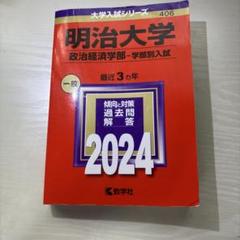 大学入試シリーズ
406
明治大学
政治経済学部-学部別入試
一般
最近3ヵ年
傾向と対策
過去問
解答
2024
教学社